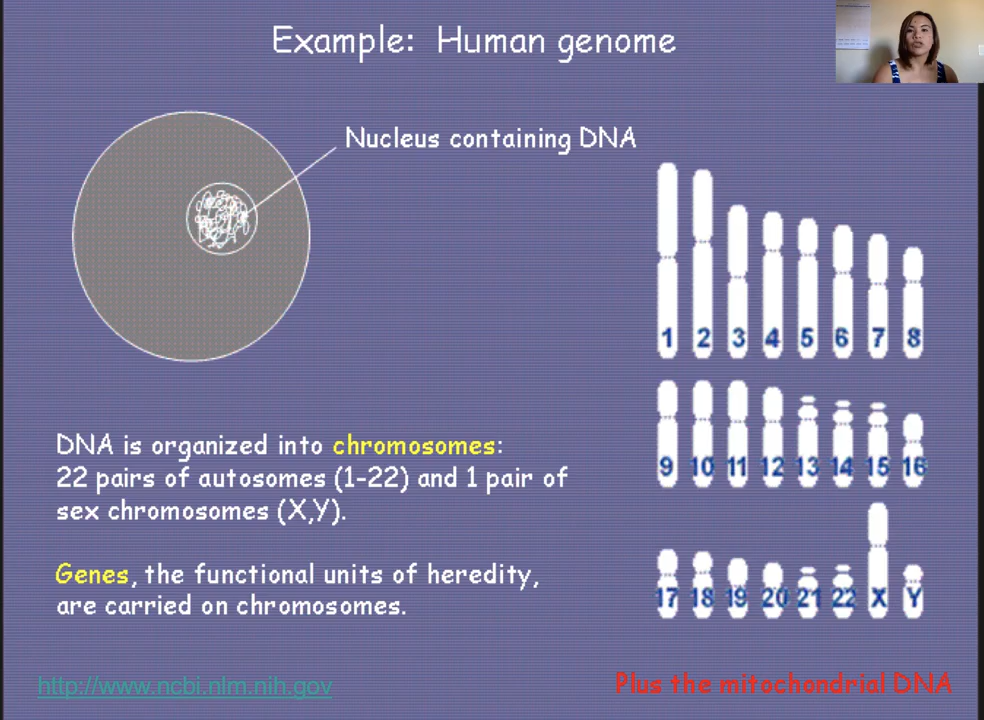 Example: Human genome
Nucleus containing DNA
1 2 3 4 5 6 7 8
9 10 11 12 13 14 15 16
17 18 19 20 21 22 X Y
DNA is organized into chromosomes:
22 pairs of autosomes (1-22) and 1 pair of
sex chromosomes (X,Y).
Genes, the functional units of heredity,
are carried on chromosomes.
http://www.ncbi.nlm.nih.gov
Plus the mitochondrial DNA